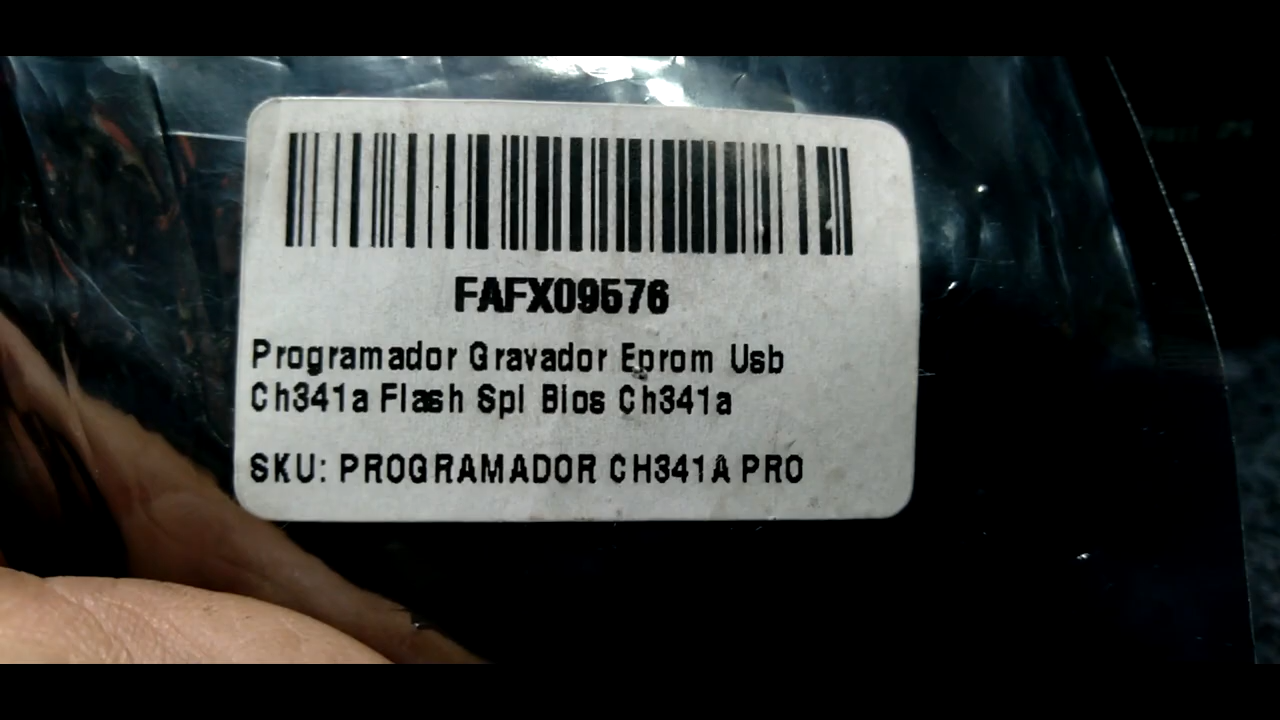 FAFX09576
Programador Gravador Eprom Usb
Ch341a Flash Spi Bios Ch341a
SKU: PROGRAMADOR CH341A PRO